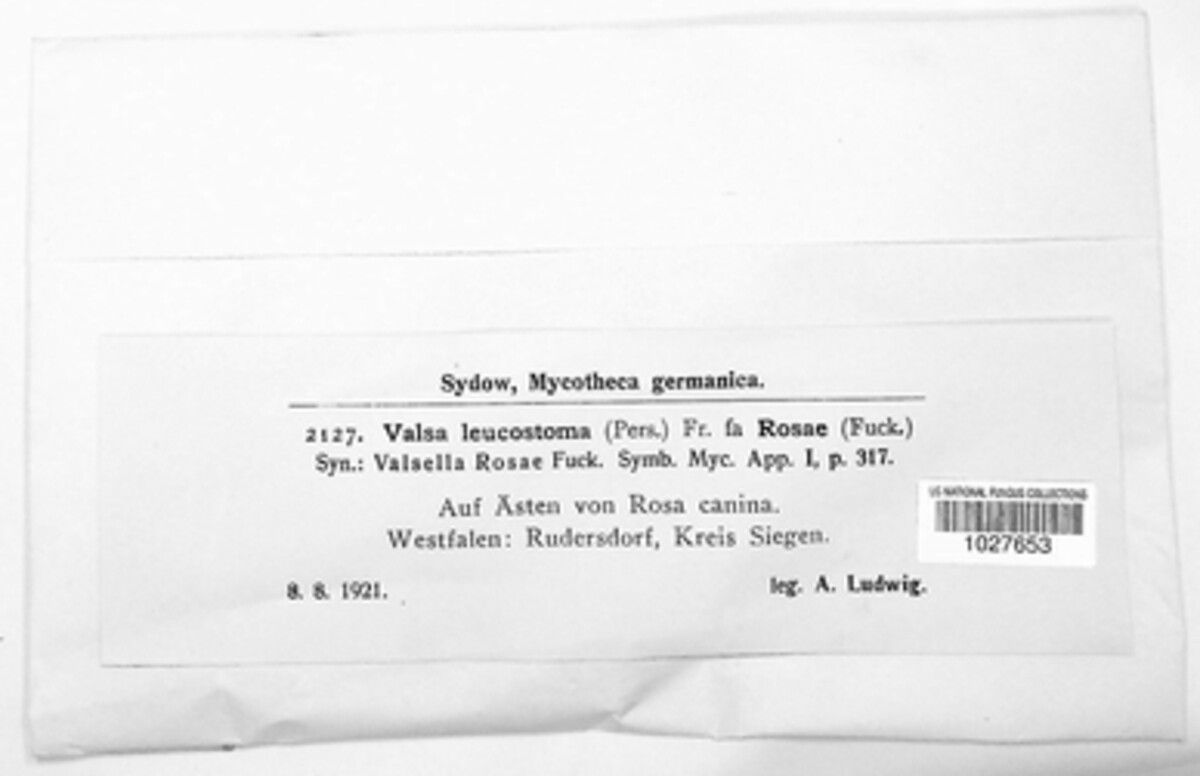 Sydow, Mycotheca germanica.
2127. Valsa leucostoma (Pers.) Fr. fa Rosae (Fuck.)
Syn.: Valsella Rosae Fuck. Symb. Myc. App. I, p. 317.
Auf Ästen von Rosa canina.
Westfalen: Rudersdorf, Kreis Siegen.
8. 8. 1921. leg. A. Ludwig.
US NATIONAL FUNGUS COLLECTIONS
1027653